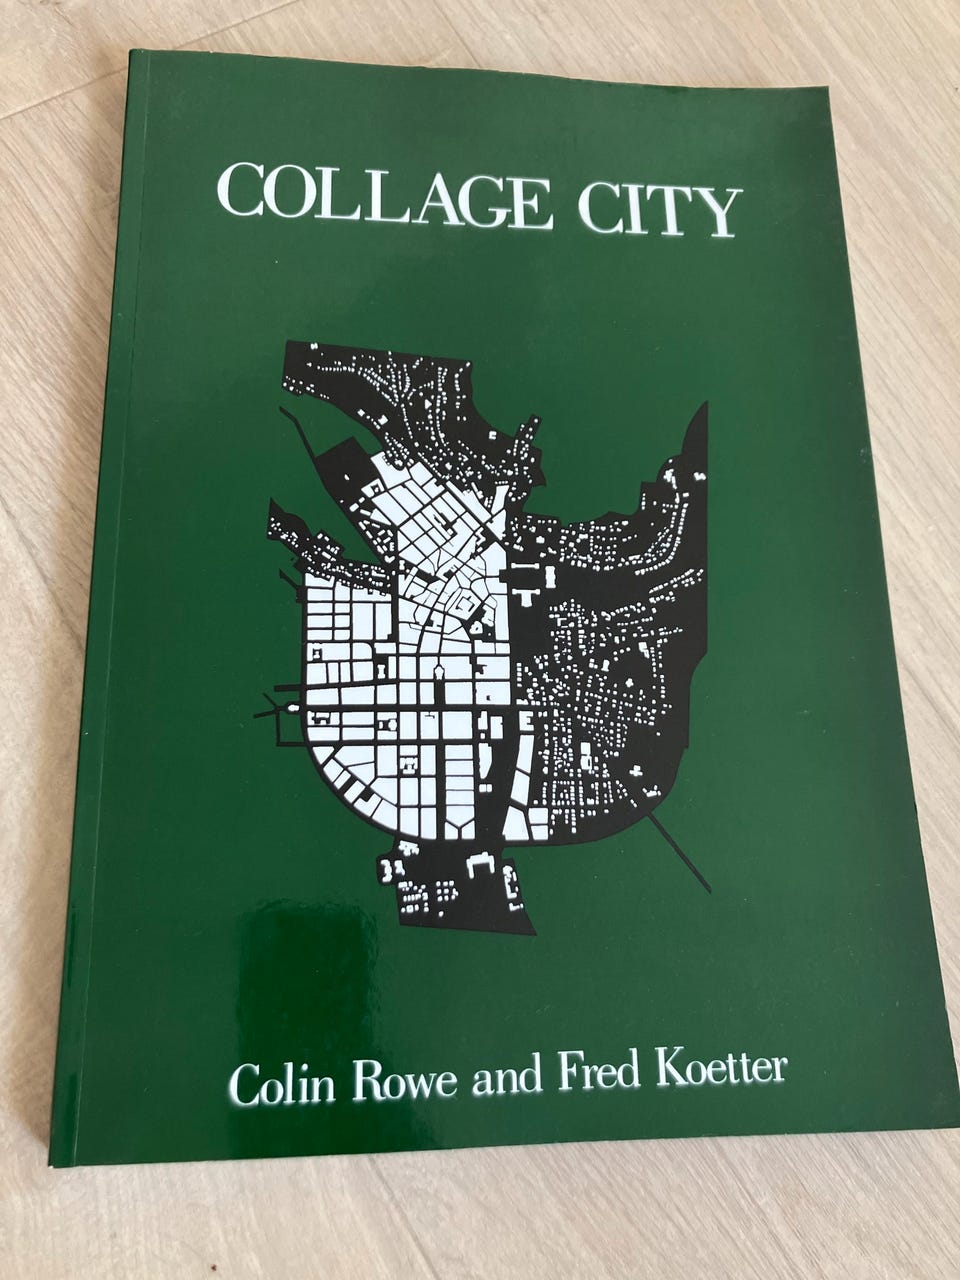 COLLAGE CITY
Colin Rowe and Fred Koetter